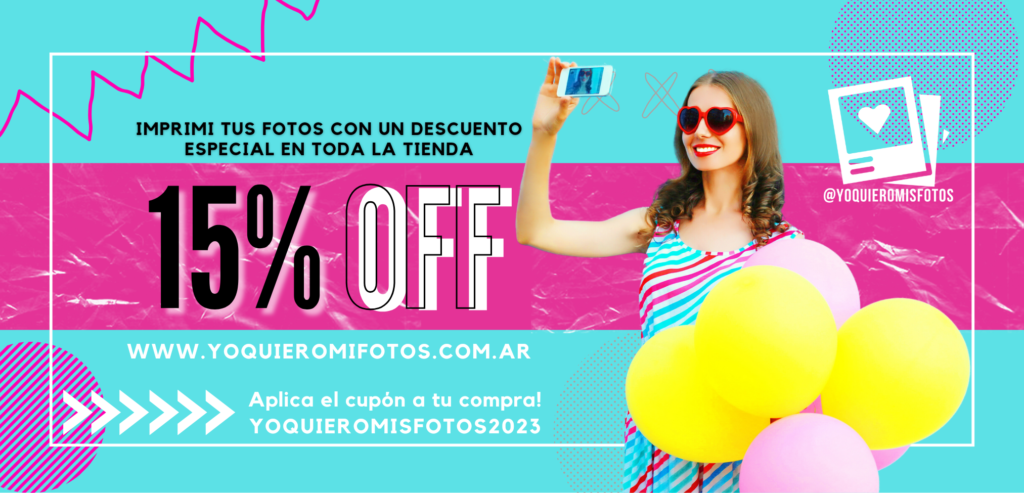 IMPRIMI TUS FOTOS CON UN DESCUENTO
ESPECIAL EN TODA LA TIENDA
15% OFF
@YOQUIEROMISFOTOS
WWW.YOQUIEROMIFOTOS.COM.AR
Aplica el cupón a tu compra!
YOQUIEROMISFOTOS2023